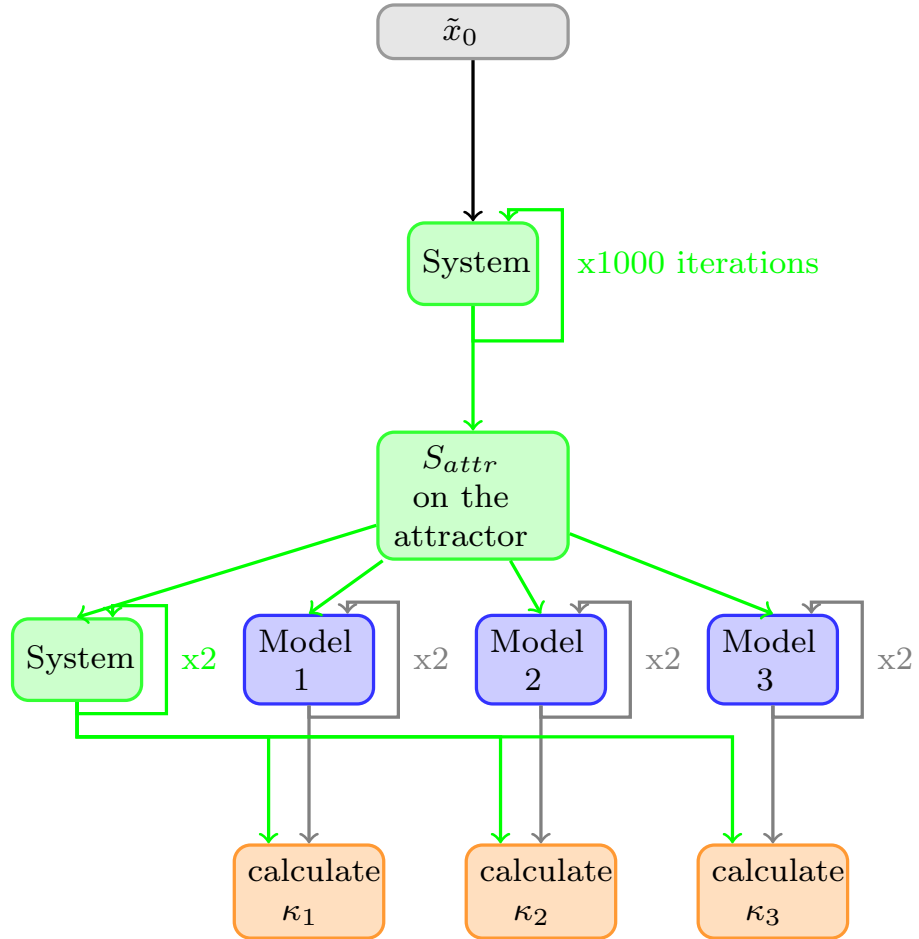 x̃₀
System
x1000 iterations
S_attr
on the
attractor
System
x2
Model
1
x2
Model
2
x2
Model
3
x2
calculate
κ₁
calculate
κ₂
calculate
κ₃